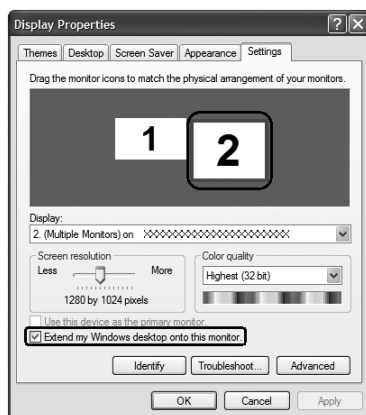 Display Properties
Themes Desktop Screen Saver Appearance Settings
Drag the monitor icons to match the physical arrangement of your monitors.
1 2
Display:
2. (Multiple Monitors) on XXXXXXXXXXXXXXXXXXXXXX
Screen resolution Color quality
Less More Highest (32 bit)
1280 by 1024 pixels
Use this device as the primary monitor.
Extend my Windows desktop onto this monitor.
Identify Troubleshoot... Advanced
OK Cancel Apply